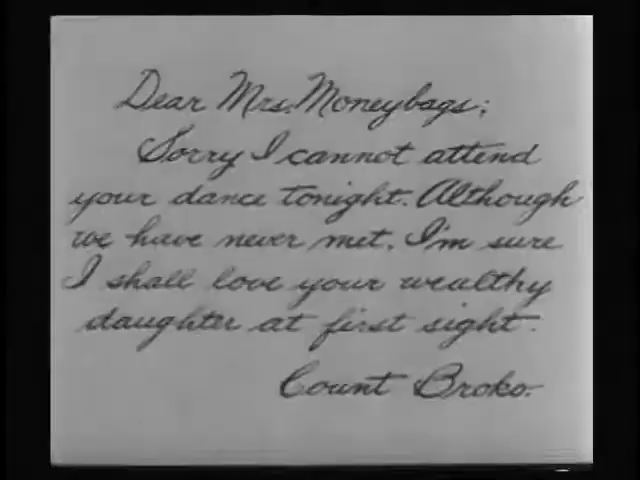 Dear Mrs. Moneybags;
Sorry I cannot attend
your dance tonight. Although
we have never met, I'm sure
I shall love your wealthy
daughter at first sight.
Count Broko.